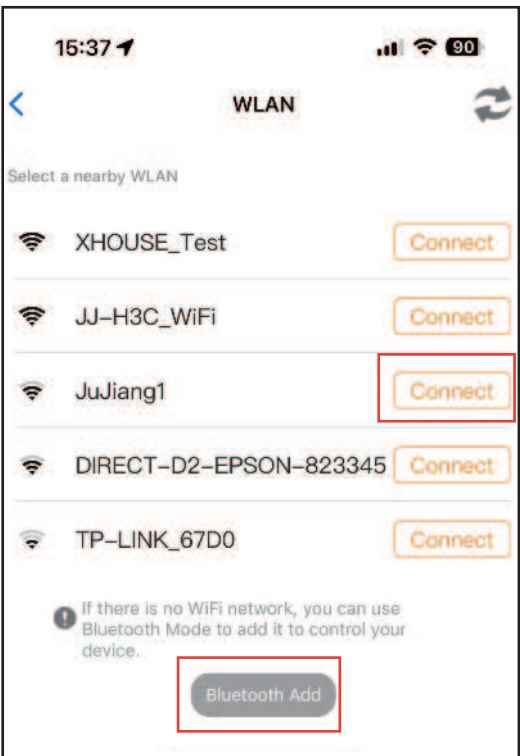 15:37
90
WLAN
Select a nearby WLAN
XHOUSE_Test Connect
JJ-H3C_WiFi Connect
JuJiang1 Connect
DIRECT-D2-EPSON-823345 Connect
TP-LINK_67D0 Connect
If there is no WiFi network, you can use
Bluetooth Mode to add it to control your
device.
Bluetooth Add